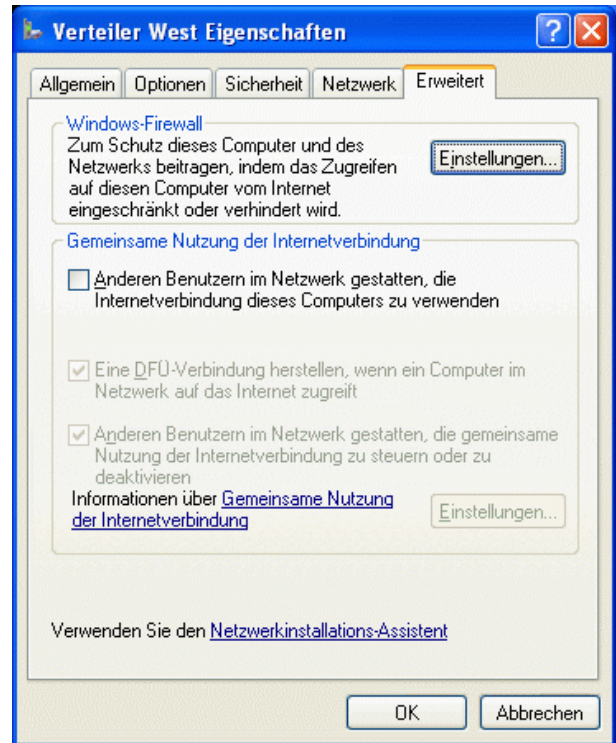 Verteiler West Eigenschaften
Allgemein Optionen Sicherheit Netzwerk Erweitert
Windows-Firewall
Zum Schutz dieses Computer und des
Netzwerks beitragen, indem das Zugreifen
auf diesen Computer vom Internet
eingeschränkt oder verhindert wird.
Einstellungen...
Gemeinsame Nutzung der Internetverbindung
Anderen Benutzern im Netzwerk gestatten, die
Internetverbindung dieses Computers zu verwenden
Eine DFÜ-Verbindung herstellen, wenn ein Computer im
Netzwerk auf das Internet zugreift
Anderen Benutzern im Netzwerk gestatten, die gemeinsame
Nutzung der Internetverbindung zu steuern oder zu
deaktivieren
Informationen über Gemeinsame Nutzung
der Internetverbindung
Einstellungen...
Verwenden Sie den Netzwerkinstallations-Assistent
OK Abbrechen